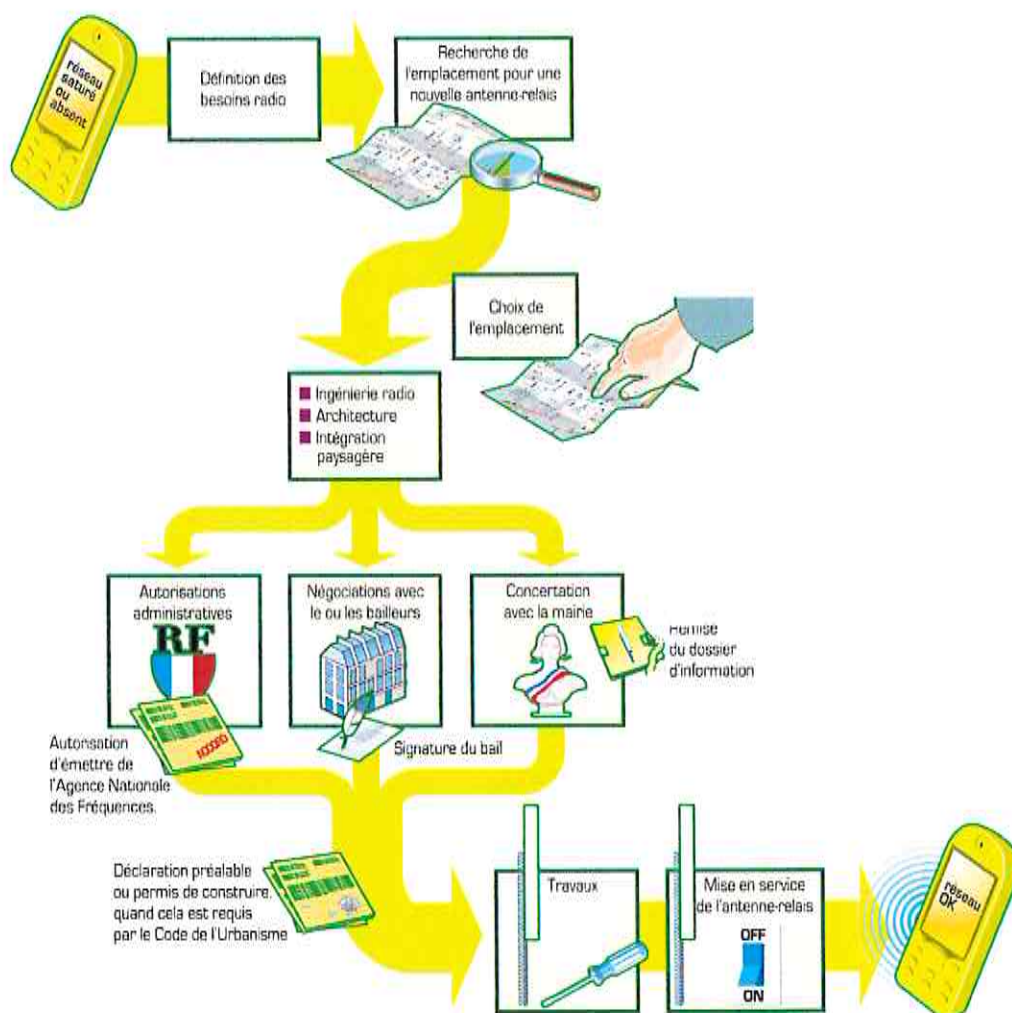 réseau
saturé
ou
absent
Définition des
besoins radio
Recherche de
l'emplacement pour une
nouvelle antenne-relais
Choix de
l'emplacement
Ingénierie radio
Architecture
Intégration
paysagère
Autorisations
administratives
RF
Négociations avec
le ou les bailleurs
Concertation
avec la mairie
Remise
du dossier
d'information
Autorisation
d'émettre de
l'Agence Nationale
des Fréquences.
Signature du bail
Déclaration préalable
ou permis de construire,
quand cela est requis
par le Code de l'Urbanisme
Travaux
Mise en service
de l'antenne-relais
OFF
ON
réseau
OK